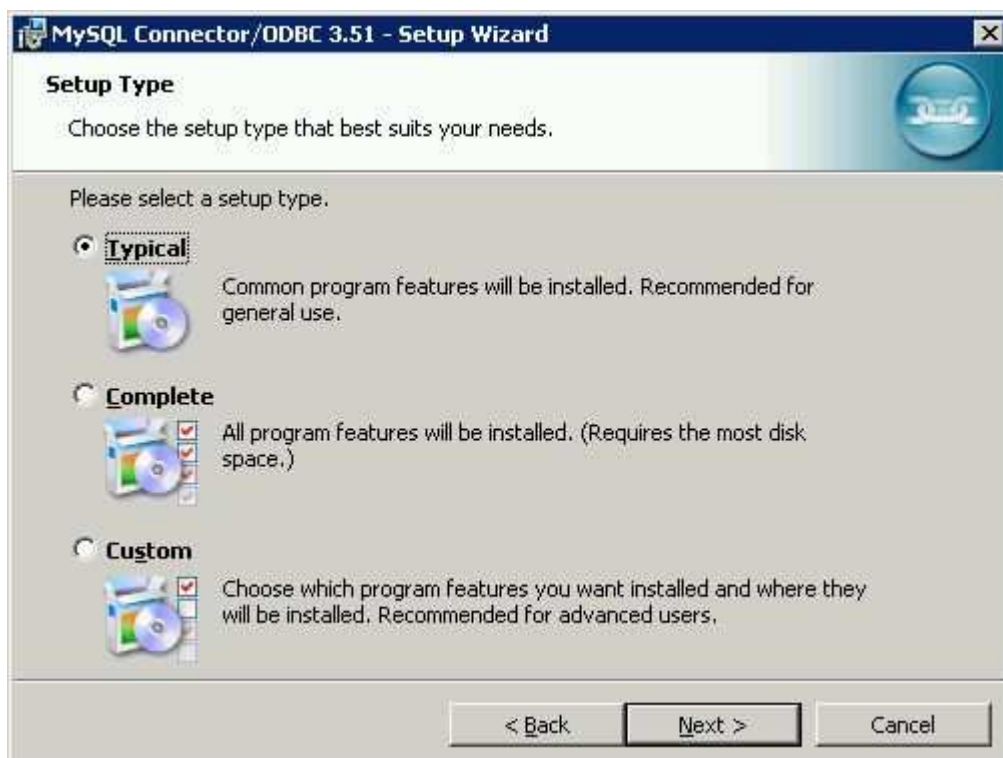 MySQL Connector/ODBC 3.51 - Setup Wizard
Setup Type
Choose the setup type that best suits your needs.
Please select a setup type.
Typical
Common program features will be installed. Recommended for
general use.
Complete
All program features will be installed. (Requires the most disk
space.)
Custom
Choose which program features you want installed and where they
will be installed. Recommended for advanced users.
< Back
Next >
Cancel